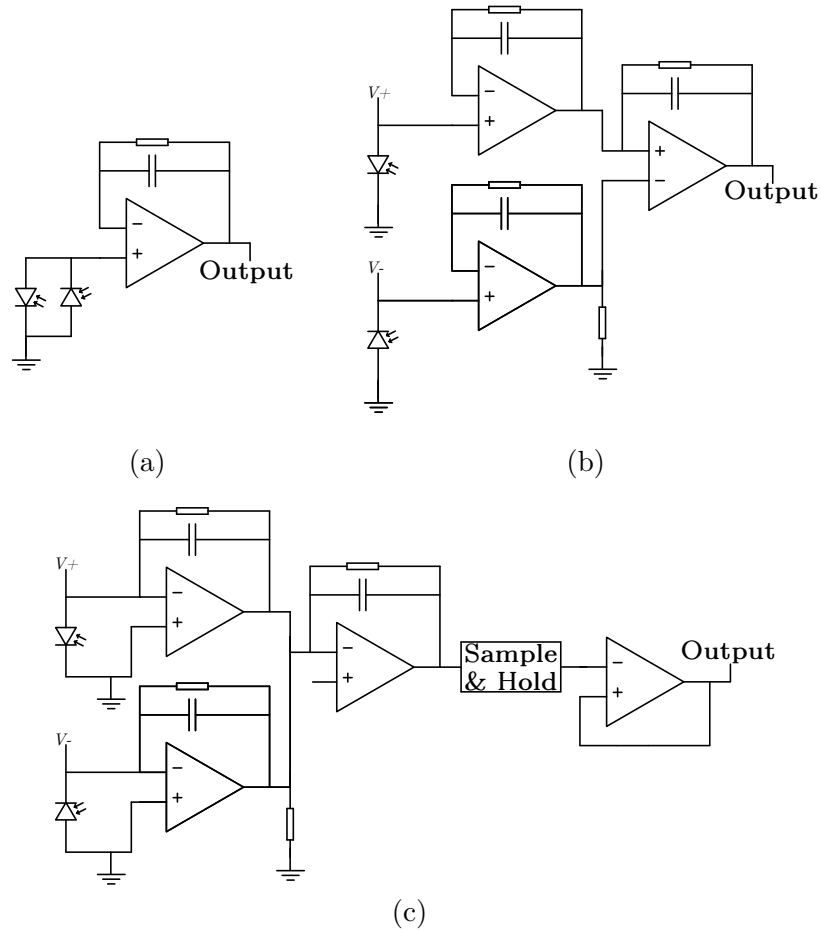 V+
−
+
−
+
Output
−
+
Output
V-
−
+
(a)
(b)
V+
−
+
−
+
Sample
& Hold
−
+
Output
V-
−
+
(c)